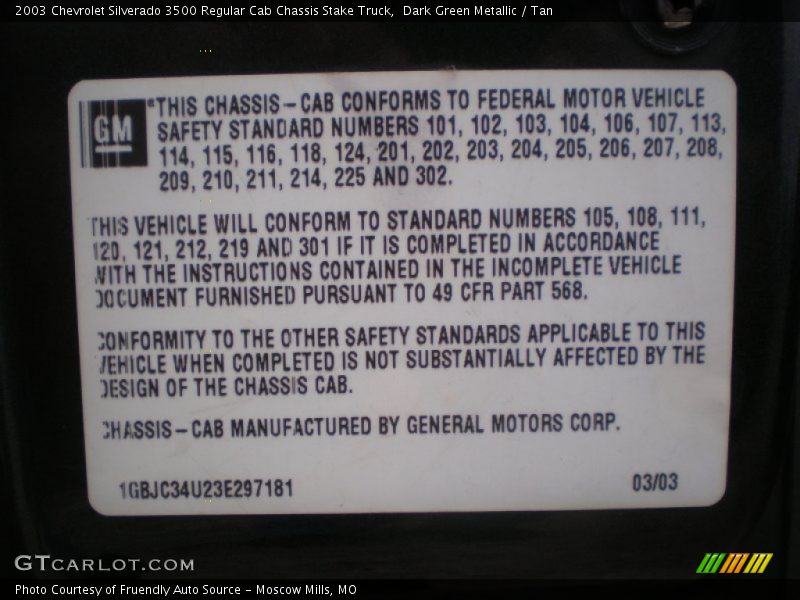 2003 Chevrolet Silverado 3500 Regular Cab Chassis Stake Truck,  Dark Green Metallic / Tan
GM
"THIS CHASSIS-CAB CONFORMS TO FEDERAL MOTOR VEHICLE
SAFETY STANDARD NUMBERS 101, 102, 103, 104, 106, 107, 113,
114, 115, 116, 118, 124, 201, 202, 203, 204, 205, 206, 207, 208,
209, 210, 211, 214, 225 AND 302.
THIS VEHICLE WILL CONFORM TO STANDARD NUMBERS 105, 108, 111,
120, 121, 212, 219 AND 301 IF IT IS COMPLETED IN ACCORDANCE
WITH THE INSTRUCTIONS CONTAINED IN THE INCOMPLETE VEHICLE
DOCUMENT FURNISHED PURSUANT TO 49 CFR PART 568.
CONFORMITY TO THE OTHER SAFETY STANDARDS APPLICABLE TO THIS
VEHICLE WHEN COMPLETED IS NOT SUBSTANTIALLY AFFECTED BY THE
DESIGN OF THE CHASSIS CAB.
CHASSIS-CAB MANUFACTURED BY GENERAL MOTORS CORP.
1GBJC34U23E297181 03/03
GTCARLOT.COM
Photo Courtesy of Fruendly Auto Source - Moscow Mills, MO